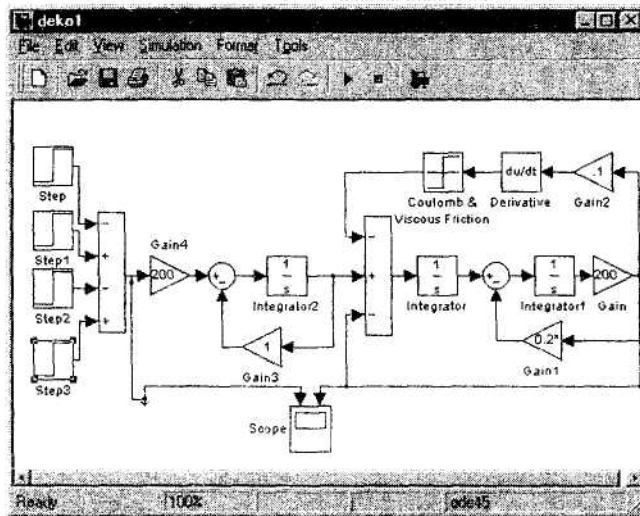 deko1
File Edit View Simulation Format Tools
Step
Step1
Step2
Step3
−
+
−
+
Gain4
200
+
−
1
s
Integrator2
1
Gain3
Scope
−
+
−
Coulomb &
Viscous Friction
du/dt
Derivative
.1
Gain2
1
s
Integrator
+
−
1
s
Integrator1
200
Gain
0.2*
Gain1
Ready
100%
ode45